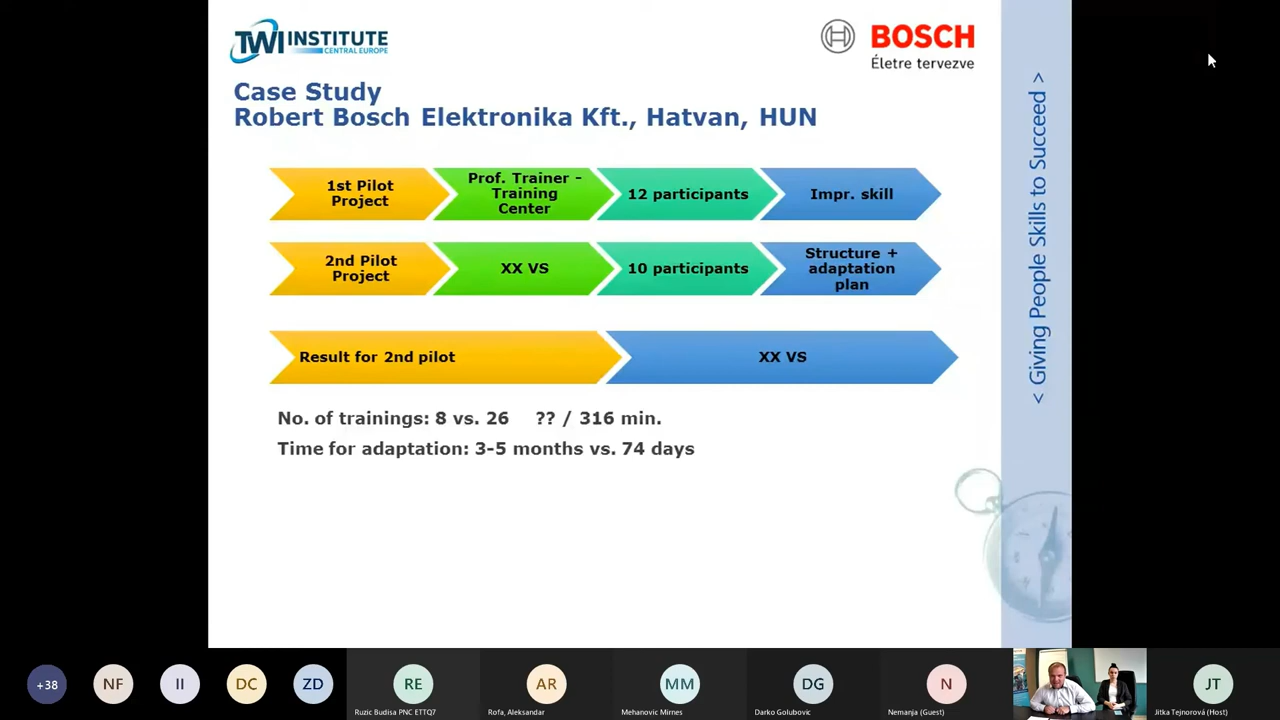 TWI INSTITUTE
CENTRAL EUROPE
BOSCH
Életre tervezve
Case Study
Robert Bosch Elektronika Kft., Hatvan, HUN
1st Pilot
Project
Prof. Trainer -
Training
Center
12 participants
Impr. skill
2nd Pilot
Project
XX VS
10 participants
Structure +
adaptation
plan
Result for 2nd pilot
XX VS
No. of trainings: 8 vs. 26 ?? / 316 min.
Time for adaptation: 3-5 months vs. 74 days
< Giving People Skills to Succeed >
+38
NF
II
DC
ZD
RE
Ruzic Budisa PNC ETTQ7
AR
Rofa, Aleksandar
MM
Mehanovic Mirnes
DG
Darko Golubovic
N
Nemanja (Guest)
JT
Jitka Tejnorová (Host)